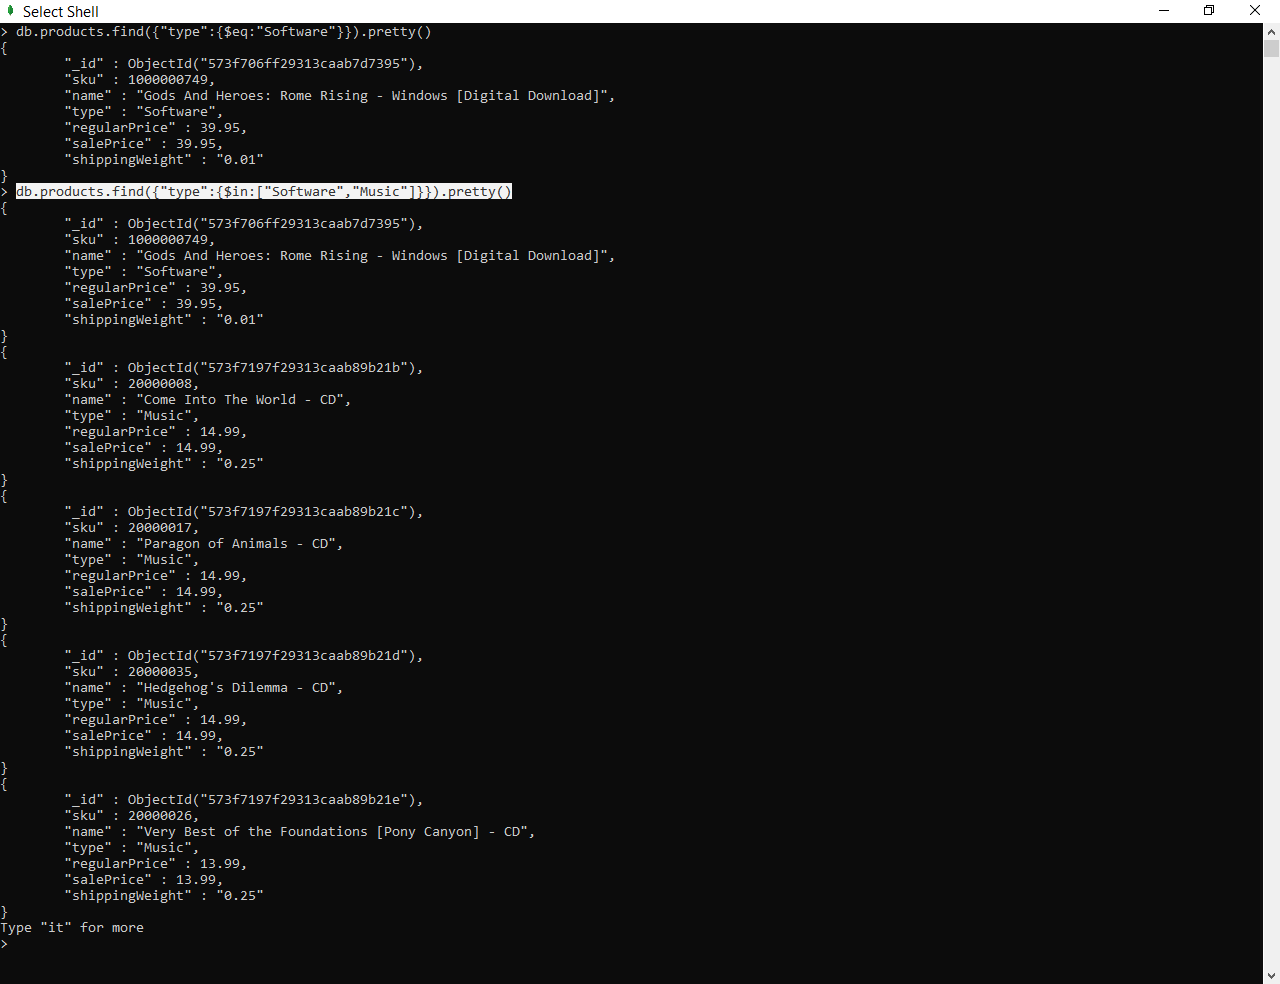 Select Shell
> db.products.find({"type":{$eq:"Software"}}).pretty()
{
        "_id" : ObjectId("573f706ff29313caab7d7395"),
        "sku" : 1000000749,
        "name" : "Gods And Heroes: Rome Rising - Windows [Digital Download]",
        "type" : "Software",
        "regularPrice" : 39.95,
        "salePrice" : 39.95,
        "shippingWeight" : "0.01"
}
> db.products.find({"type":{$in:["Software","Music"]}}).pretty()
{
        "_id" : ObjectId("573f706ff29313caab7d7395"),
        "sku" : 1000000749,
        "name" : "Gods And Heroes: Rome Rising - Windows [Digital Download]",
        "type" : "Software",
        "regularPrice" : 39.95,
        "salePrice" : 39.95,
        "shippingWeight" : "0.01"
}
{
        "_id" : ObjectId("573f7197f29313caab89b21b"),
        "sku" : 20000008,
        "name" : "Come Into The World - CD",
        "type" : "Music",
        "regularPrice" : 14.99,
        "salePrice" : 14.99,
        "shippingWeight" : "0.25"
}
{
        "_id" : ObjectId("573f7197f29313caab89b21c"),
        "sku" : 20000017,
        "name" : "Paragon of Animals - CD",
        "type" : "Music",
        "regularPrice" : 14.99,
        "salePrice" : 14.99,
        "shippingWeight" : "0.25"
}
{
        "_id" : ObjectId("573f7197f29313caab89b21d"),
        "sku" : 20000035,
        "name" : "Hedgehog's Dilemma - CD",
        "type" : "Music",
        "regularPrice" : 14.99,
        "salePrice" : 14.99,
        "shippingWeight" : "0.25"
}
{
        "_id" : ObjectId("573f7197f29313caab89b21e"),
        "sku" : 20000026,
        "name" : "Very Best of the Foundations [Pony Canyon] - CD",
        "type" : "Music",
        "regularPrice" : 13.99,
        "salePrice" : 13.99,
        "shippingWeight" : "0.25"
}
Type "it" for more
>